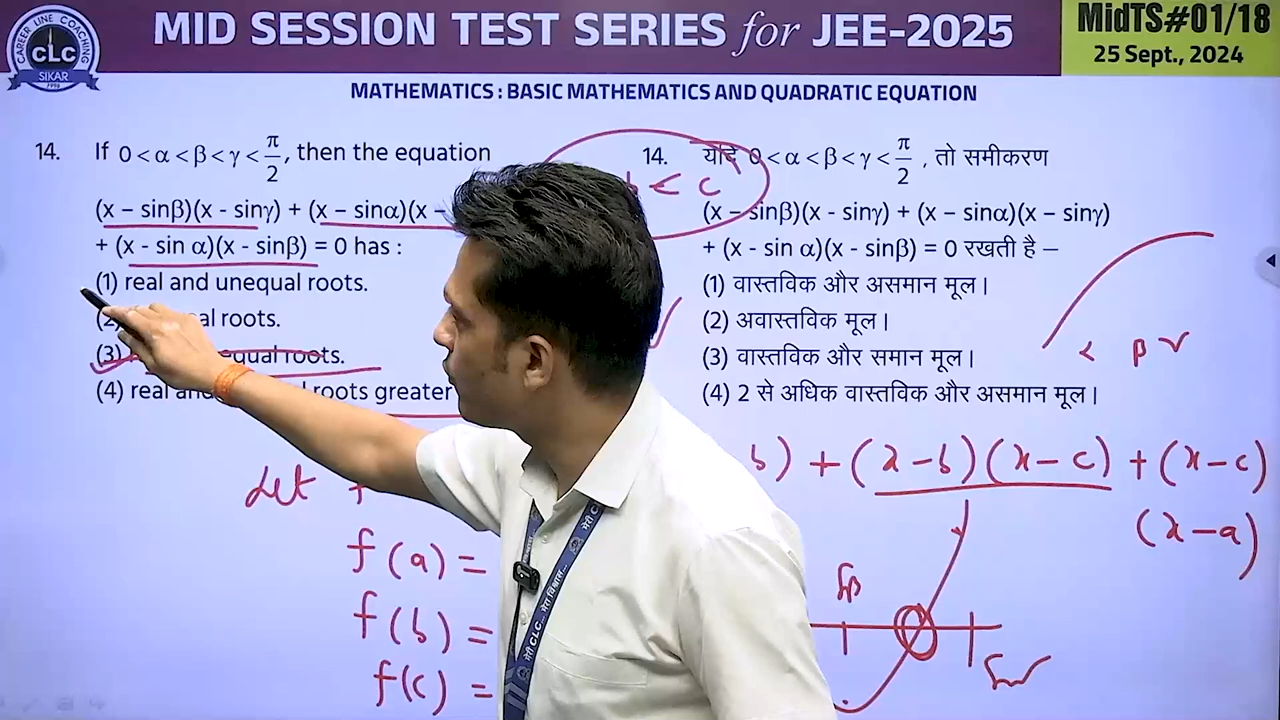 CAREER LINE COACHING
CLC
SIKAR
1996
MID SESSION TEST SERIES for JEE-2025
MidTS#01/18
25 Sept., 2024
MATHEMATICS : BASIC MATHEMATICS AND QUADRATIC EQUATION
14. If 0 < α < β < γ < π/2, then the equation
(x – sinβ)(x - sinγ) + (x – sinα)(x –
+ (x - sin α)(x - sinβ) = 0 has :
(1) real and unequal roots.
(2) al roots.
(3) equal roots.
(4) real roots greater
14. यदि 0 < α < β < γ < π/2 , तो समीकरण
(x – sinβ)(x - sinγ) + (x – sinα)(x – sinγ)
+ (x - sin α)(x - sinβ) = 0 रखती है –
(1) वास्तविक और असमान मूल।
(2) अवास्तविक मूल।
(3) वास्तविक और समान मूल।
(4) 2 से अधिक वास्तविक और असमान मूल।
b < c
α β γ
Let f
b) + (x-b)(x-c) + (x-c)
(x-a)
f(a) =
f(b) =
f(c) =
मेरी CLC... मेरा विश्वास...